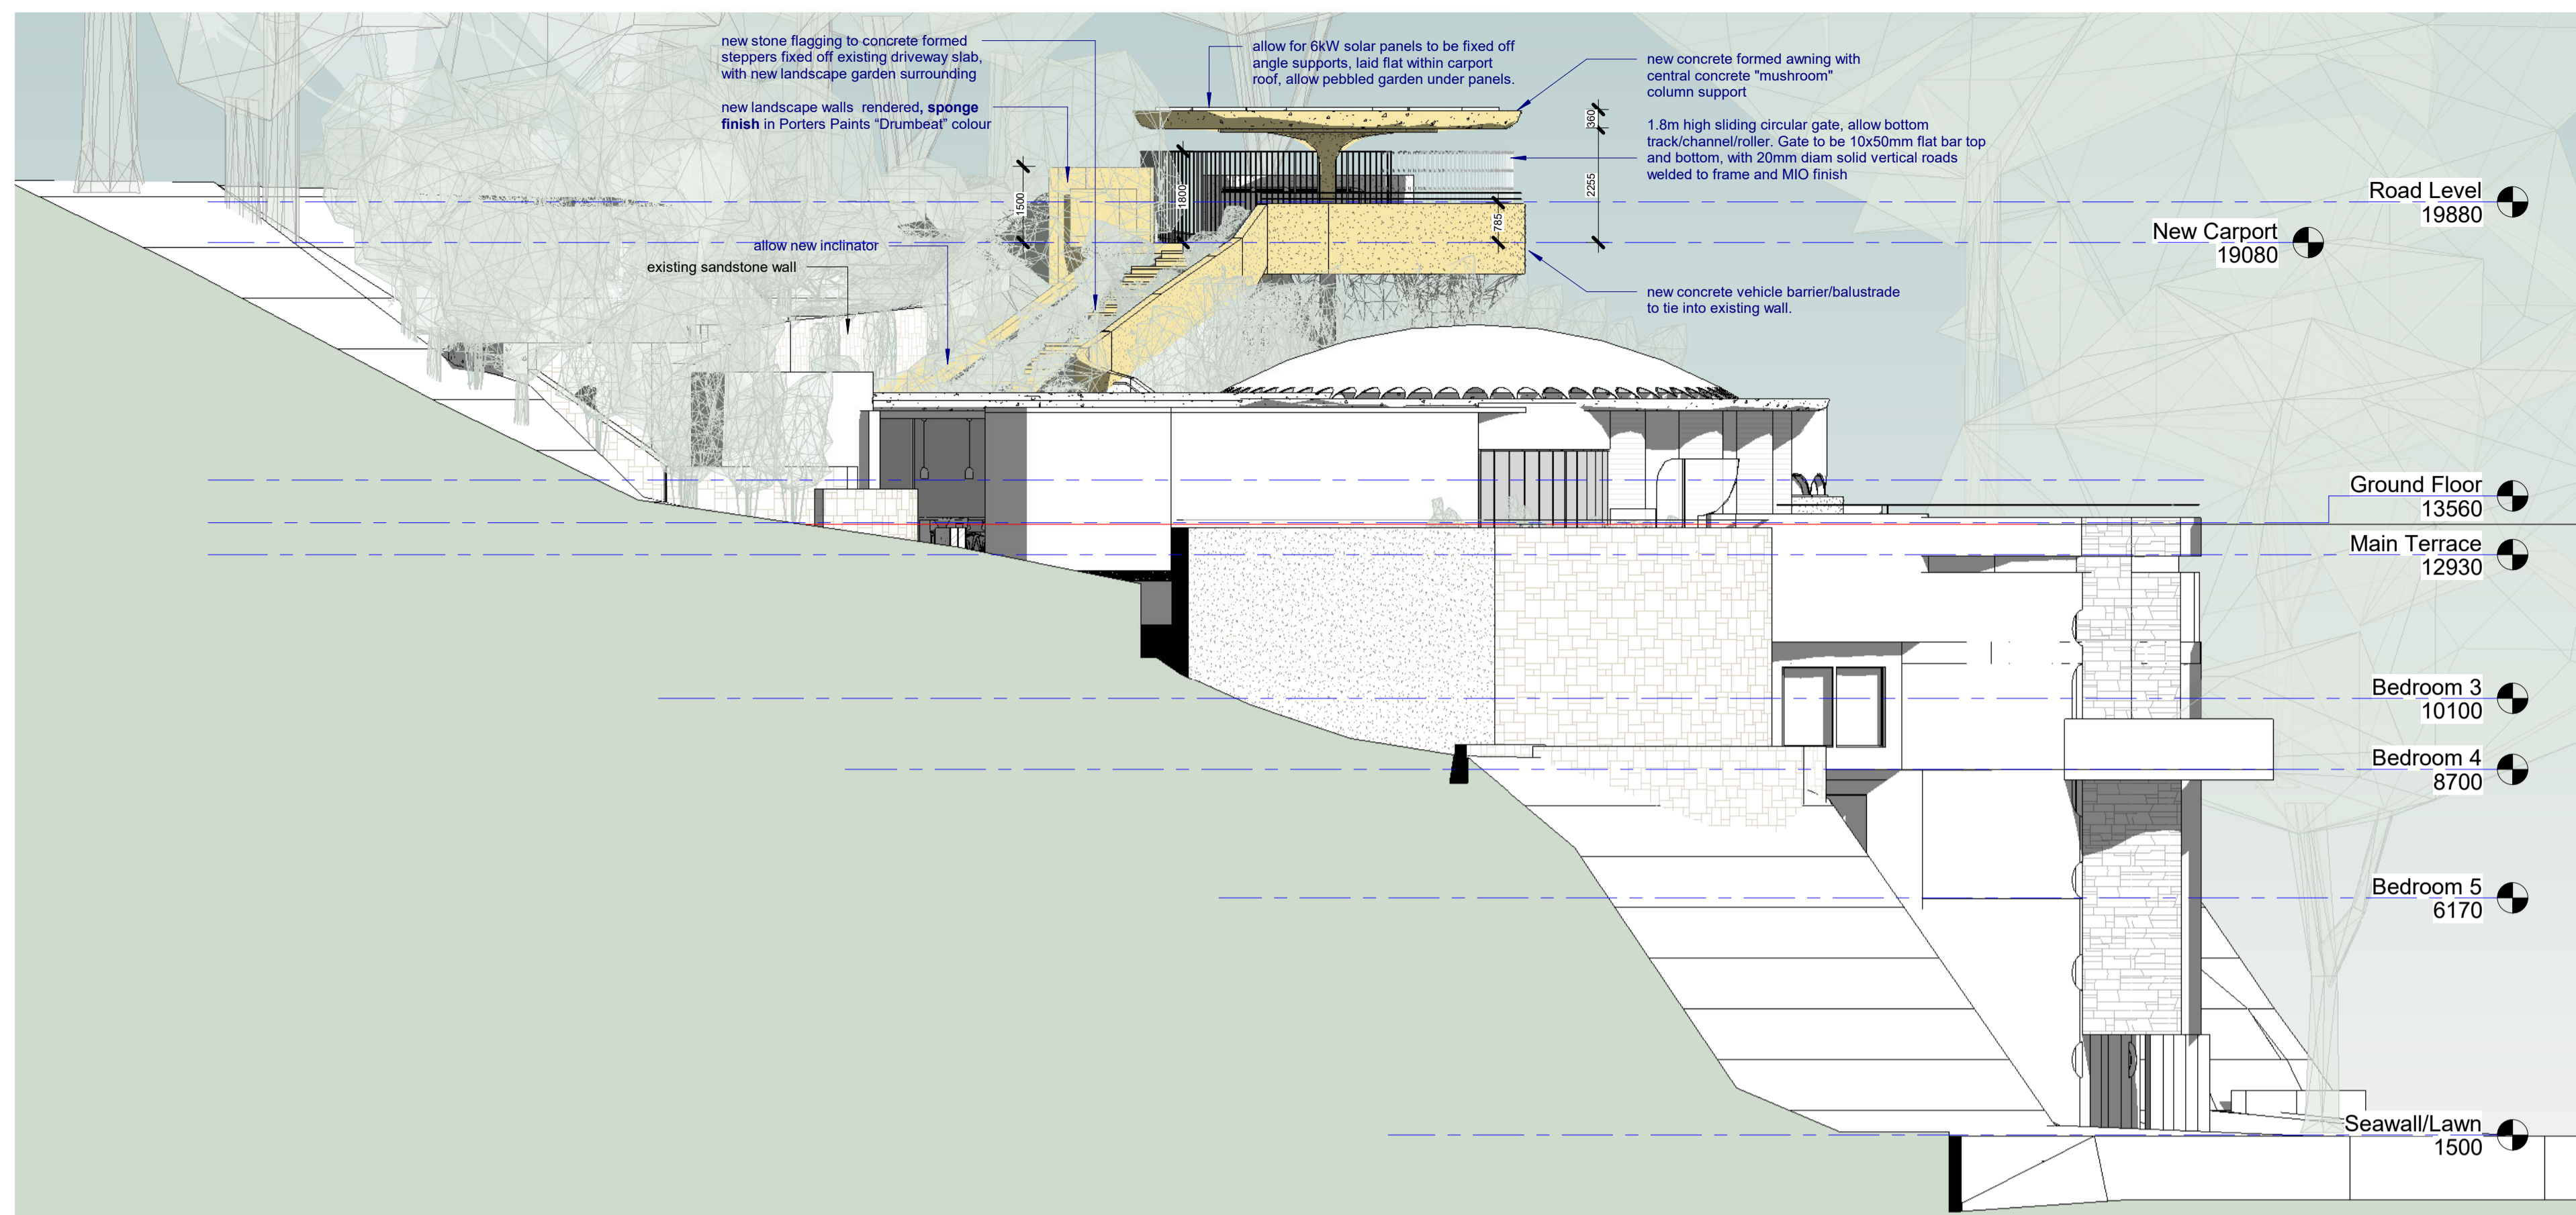 new stone flagging to concrete formed
steppers fixed off existing driveway slab,
with new landscape garden surrounding
new landscape walls  rendered, sponge
finish in Porters Paints “Drumbeat” colour
allow for 6kW solar panels to be fixed off
angle supports, laid flat within carport
roof, allow pebbled garden under panels.
new concrete formed awning with
central concrete "mushroom"
column support
1.8m high sliding circular gate, allow bottom
track/channel/roller. Gate to be 10x50mm flat bar top
and bottom, with 20mm diam solid vertical roads
welded to frame and MIO finish
360
2255
1500
1800
785
allow new inclinator
existing sandstone wall
new concrete vehicle barrier/balustrade
to tie into existing wall.
Road Level
19880
New Carport
19080
Ground Floor
13560
Main Terrace
12930
Bedroom 3
10100
Bedroom 4
8700
Bedroom 5
6170
Seawall/Lawn
1500